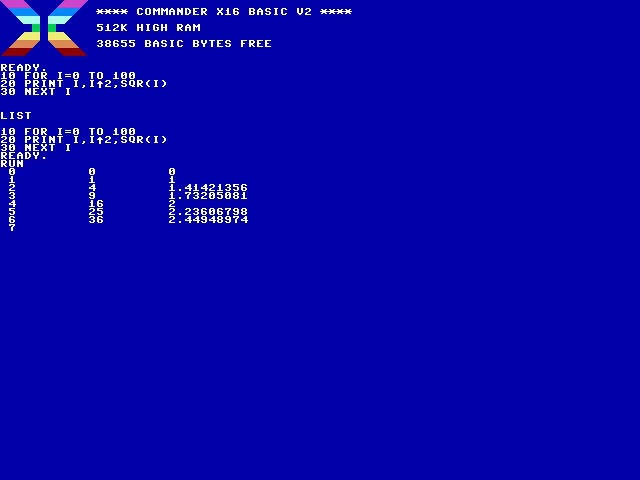 **** COMMANDER X16 BASIC V2 ****
512K HIGH RAM
38655 BASIC BYTES FREE
READY.
10 FOR I=0 TO 100
20 PRINT I,I↑2,SQR(I)
30 NEXT I
LIST
10 FOR I=0 TO 100
20 PRINT I,I↑2,SQR(I)
30 NEXT I
READY.
RUN
0 0 0
1 1 1
2 4 1.41421356
3 9 1.73205081
4 16 2
5 25 2.23606798
6 36 2.44948974
7